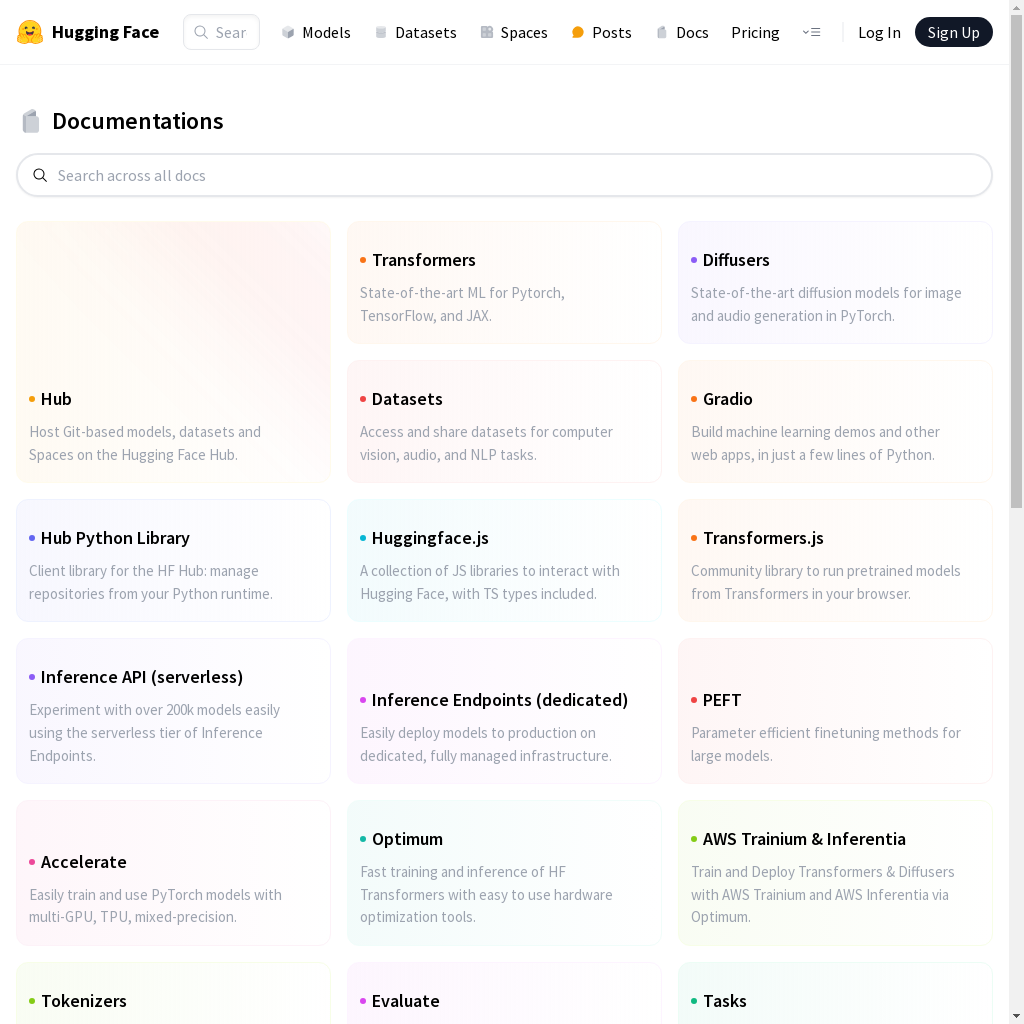 Hugging Face
Sear
Models
Datasets
Spaces
Posts
Docs
Pricing
Log In
Sign Up
Documentations
Search across all docs
Hub
Host Git-based models, datasets and
Spaces on the Hugging Face Hub.
Transformers
State-of-the-art ML for Pytorch,
TensorFlow, and JAX.
Diffusers
State-of-the-art diffusion models for image
and audio generation in PyTorch.
Datasets
Access and share datasets for computer
vision, audio, and NLP tasks.
Gradio
Build machine learning demos and other
web apps, in just a few lines of Python.
Hub Python Library
Client library for the HF Hub: manage
repositories from your Python runtime.
Huggingface.js
A collection of JS libraries to interact with
Hugging Face, with TS types included.
Transformers.js
Community library to run pretrained models
from Transformers in your browser.
Inference API (serverless)
Experiment with over 200k models easily
using the serverless tier of Inference
Endpoints.
Inference Endpoints (dedicated)
Easily deploy models to production on
dedicated, fully managed infrastructure.
PEFT
Parameter efficient finetuning methods for
large models.
Accelerate
Easily train and use PyTorch models with
multi-GPU, TPU, mixed-precision.
Optimum
Fast training and inference of HF
Transformers with easy to use hardware
optimization tools.
AWS Trainium & Inferentia
Train and Deploy Transformers & Diffusers
with AWS Trainium and AWS Inferentia via
Optimum.
Tokenizers
Evaluate
Tasks